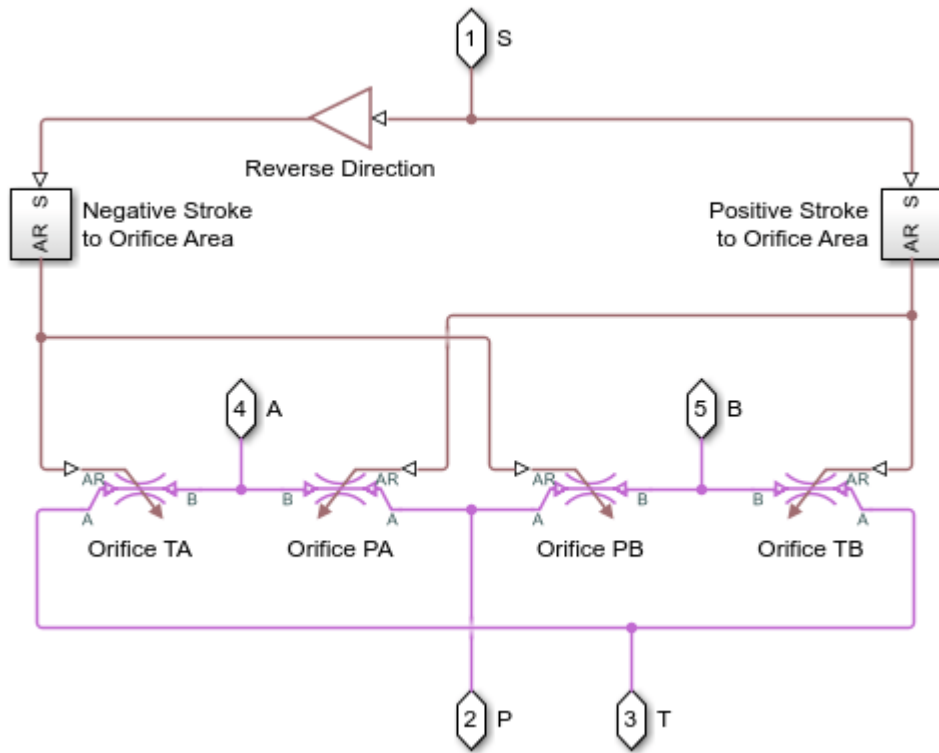 1 S
Reverse Direction
S
AR
Negative Stroke
to Orifice Area
Positive Stroke
to Orifice Area
S
AR
4 A
5 B
AR
B
A
B
AR
A
AR
B
A
B
AR
A
Orifice TA
Orifice PA
Orifice PB
Orifice TB
2 P
3 T